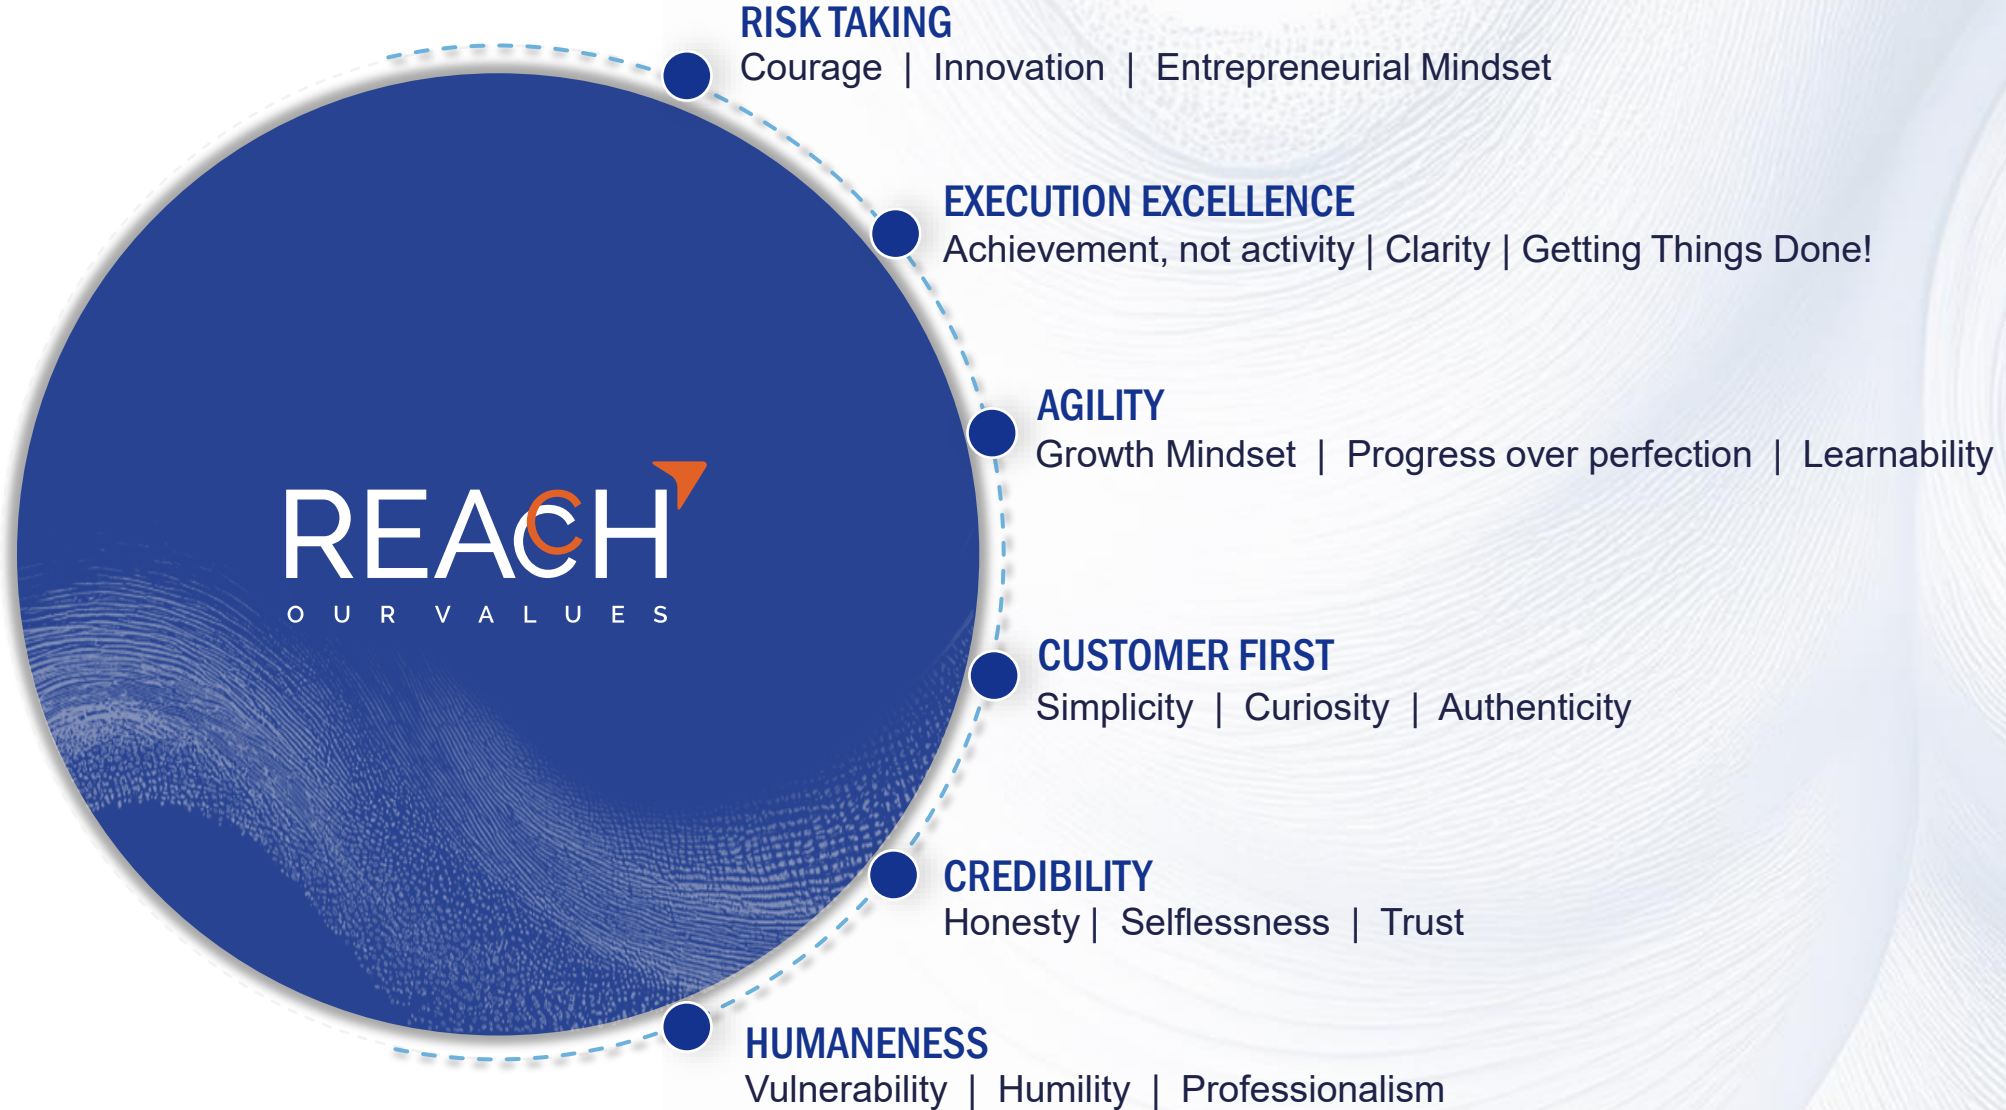 RISK TAKING
Courage | Innovation | Entrepreneurial Mindset
EXECUTION EXCELLENCE
Achievement, not activity | Clarity | Getting Things Done!
AGILITY
Growth Mindset | Progress over perfection | Learnability
REACCH
OUR VALUES
CUSTOMER FIRST
Simplicity | Curiosity | Authenticity
CREDIBILITY
Honesty | Selflessness | Trust
HUMANENESS
Vulnerability | Humility | Professionalism